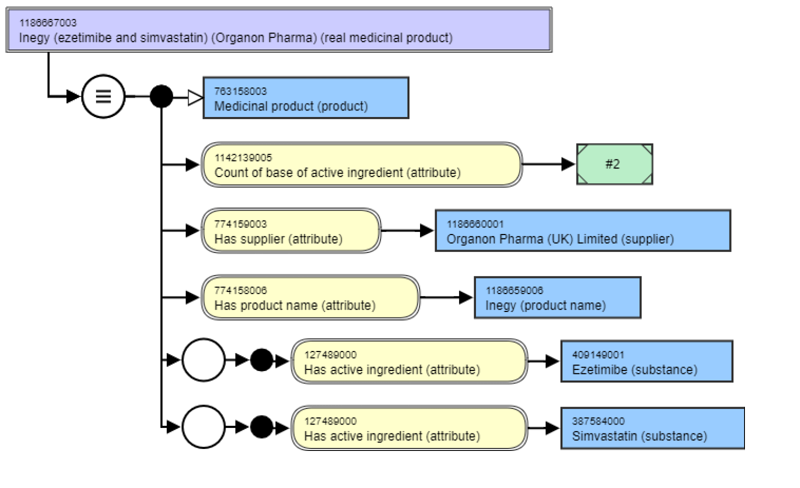 1186667003
Inegy (ezetimibe and simvastatin) (Organon Pharma) (real medicinal product)
763158003
Medicinal product (product)
1142139005
Count of base of active ingredient (attribute)
#2
774159003
Has supplier (attribute)
1186660001
Organon Pharma (UK) Limited (supplier)
774158006
Has product name (attribute)
1186659006
Inegy (product name)
127489000
Has active ingredient (attribute)
409149001
Ezetimibe (substance)
127489000
Has active ingredient (attribute)
387584000
Simvastatin (substance)